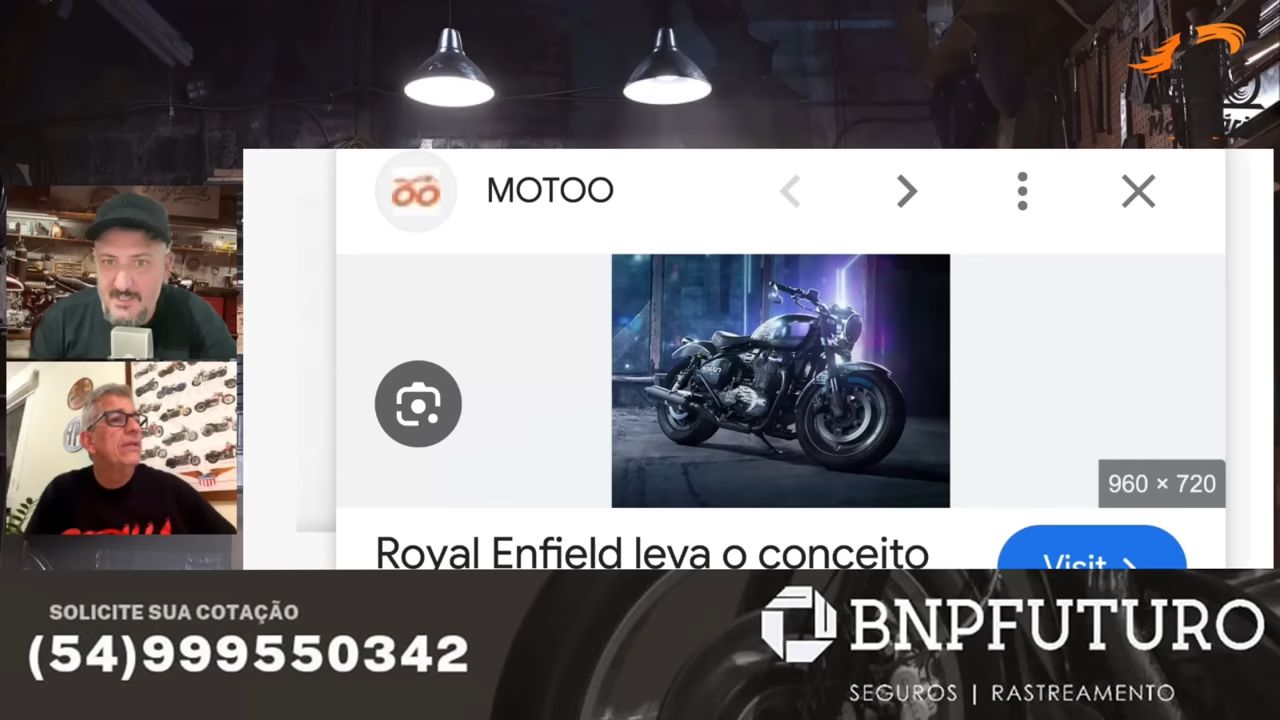 MOTOO
960 × 720
Royal Enfield leva o conceito
Visit
SOLICITE SUA COTAÇÃO
(54)999550342
BNPFUTURO
SEGUROS | RASTREAMENTO